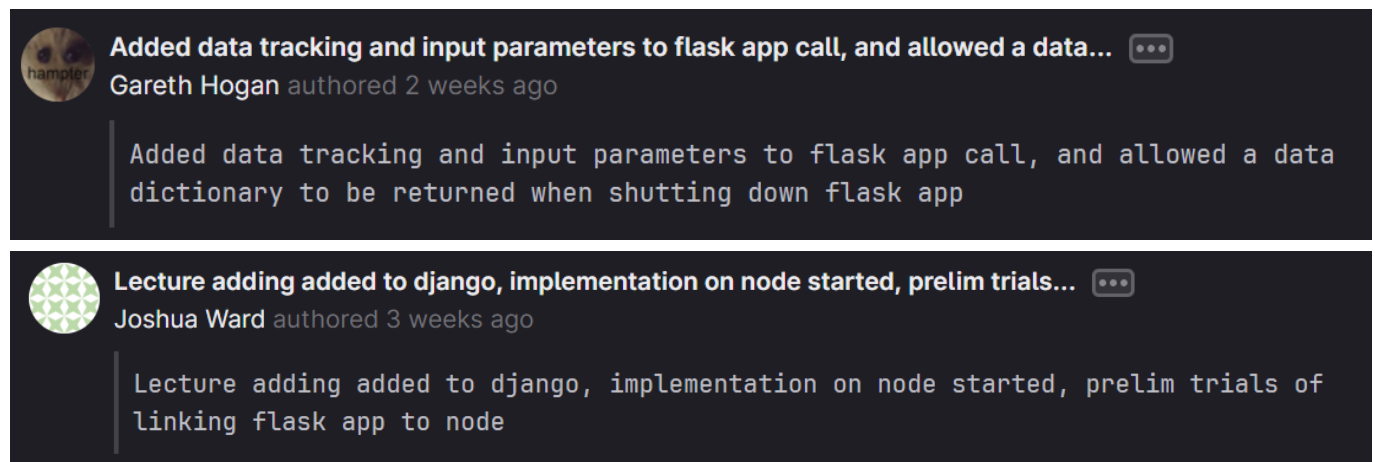 hampter
Added data tracking and input parameters to flask app call, and allowed a data...
Gareth Hogan authored 2 weeks ago
Added data tracking and input parameters to flask app call, and allowed a data
dictionary to be returned when shutting down flask app
Lecture adding added to django, implementation on node started, prelim trials...
Joshua Ward authored 3 weeks ago
Lecture adding added to django, implementation on node started, prelim trials of
linking flask app to node